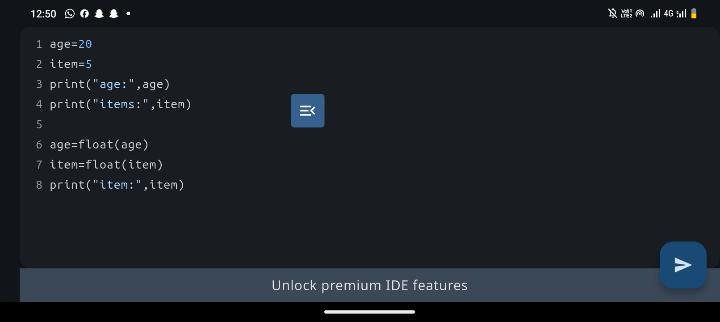 12:50
4G
1 age=20
2 item=5
3 print("age:",age)
4 print("items:",item)
5
6 age=float(age)
7 item=float(item)
8 print("item:",item)
Unlock premium IDE features